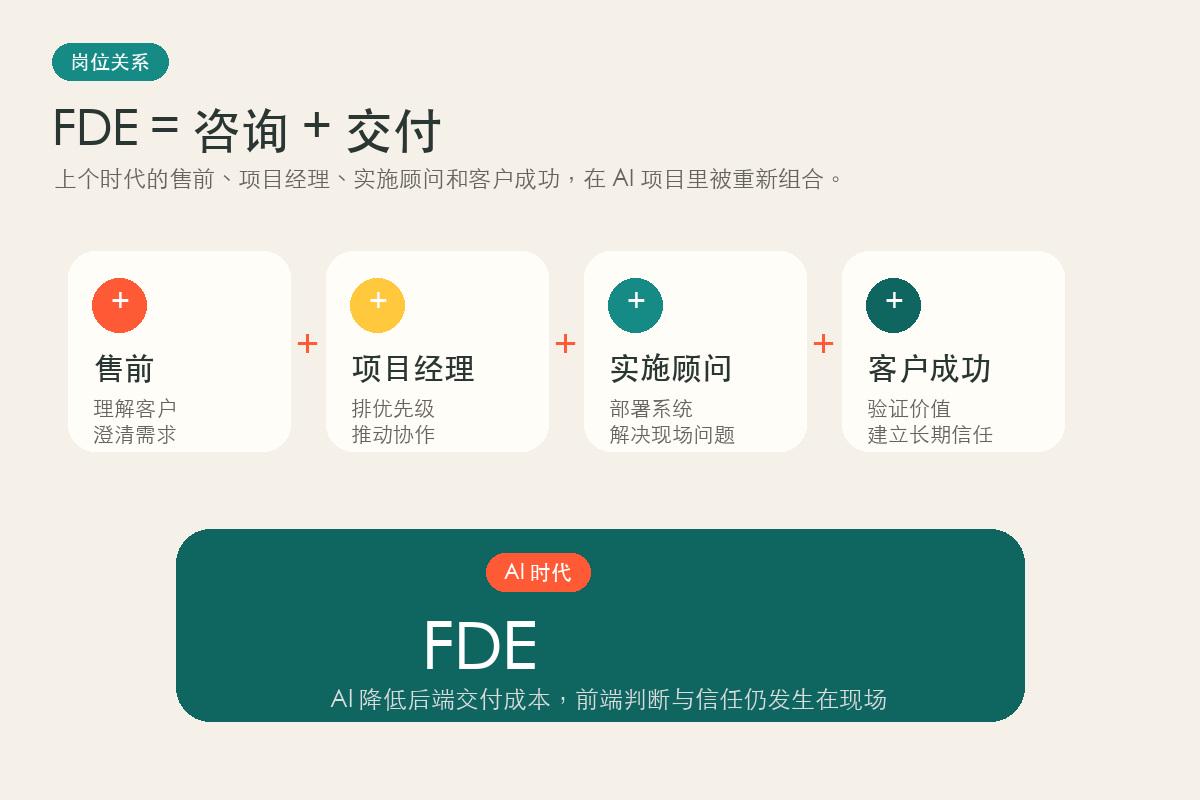 岗位关系
FDE = 咨询 + 交付
上个时代的售前、项目经理、实施顾问和客户成功，在 AI 项目里被重新组合。
+ + + +
+ + +
售前 项目经理 实施顾问 客户成功
理解客户 排优先级 部署系统 验证价值
澄清需求 推动协作 解决现场问题 建立长期信任
AI 时代
FDE
AI 降低后端交付成本，前端判断与信任仍发生在现场